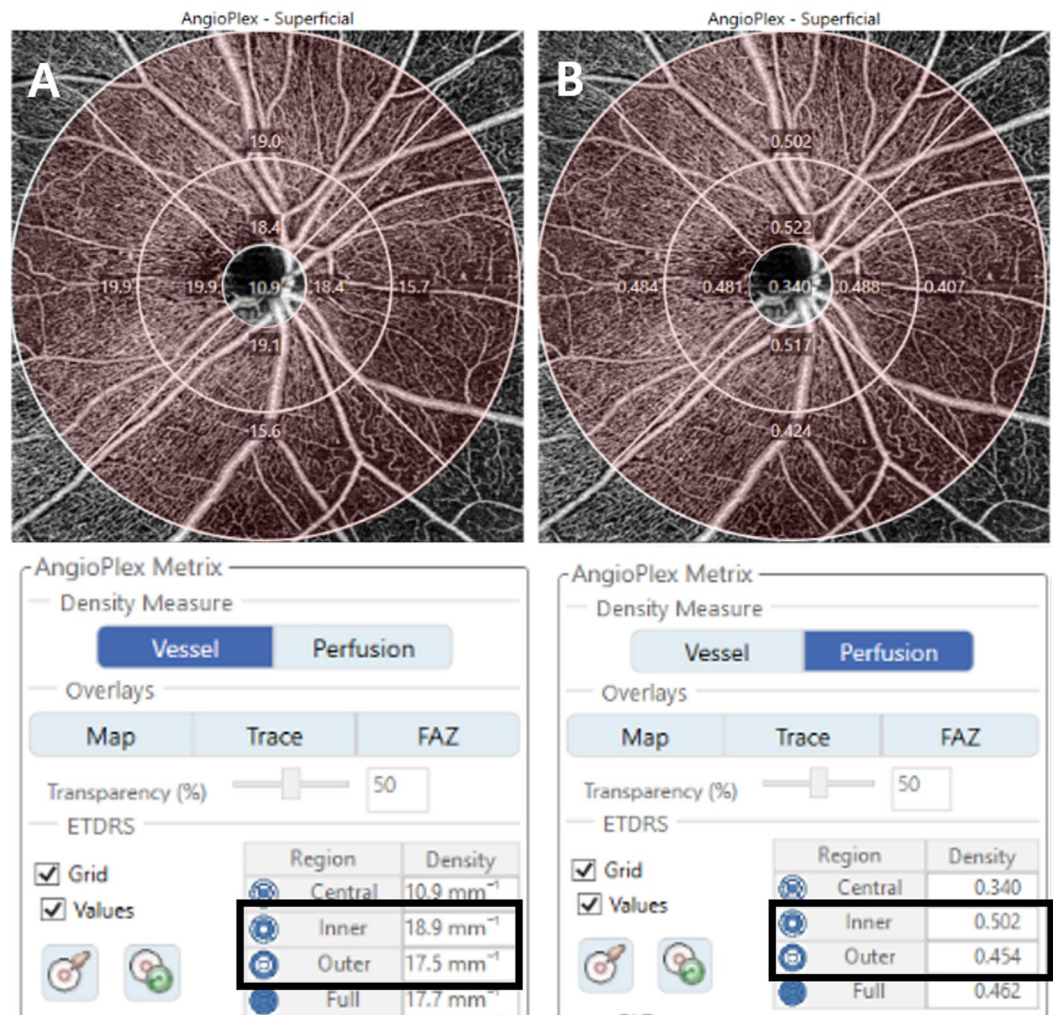 AngioPlex - Superficial
A
19.0
18.4
19.9 19.9 10.9 18.4 15.7
19.1
15.6
AngioPlex - Superficial
B
0.502
0.522
0.484 0.481 0.340 0.488 0.407
0.517
0.424
AngioPlex Metrix
Density Measure
Vessel Perfusion
Overlays
Map Trace FAZ
Transparency (%) 50
ETDRS
Grid
Values
Region Density
Central 10.9 mm⁻¹
Inner 18.9 mm⁻¹
Outer 17.5 mm⁻¹
Full 17.7 mm⁻¹
AngioPlex Metrix
Density Measure
Vessel Perfusion
Overlays
Map Trace FAZ
Transparency (%) 50
ETDRS
Grid
Values
Region Density
Central 0.340
Inner 0.502
Outer 0.454
Full 0.462